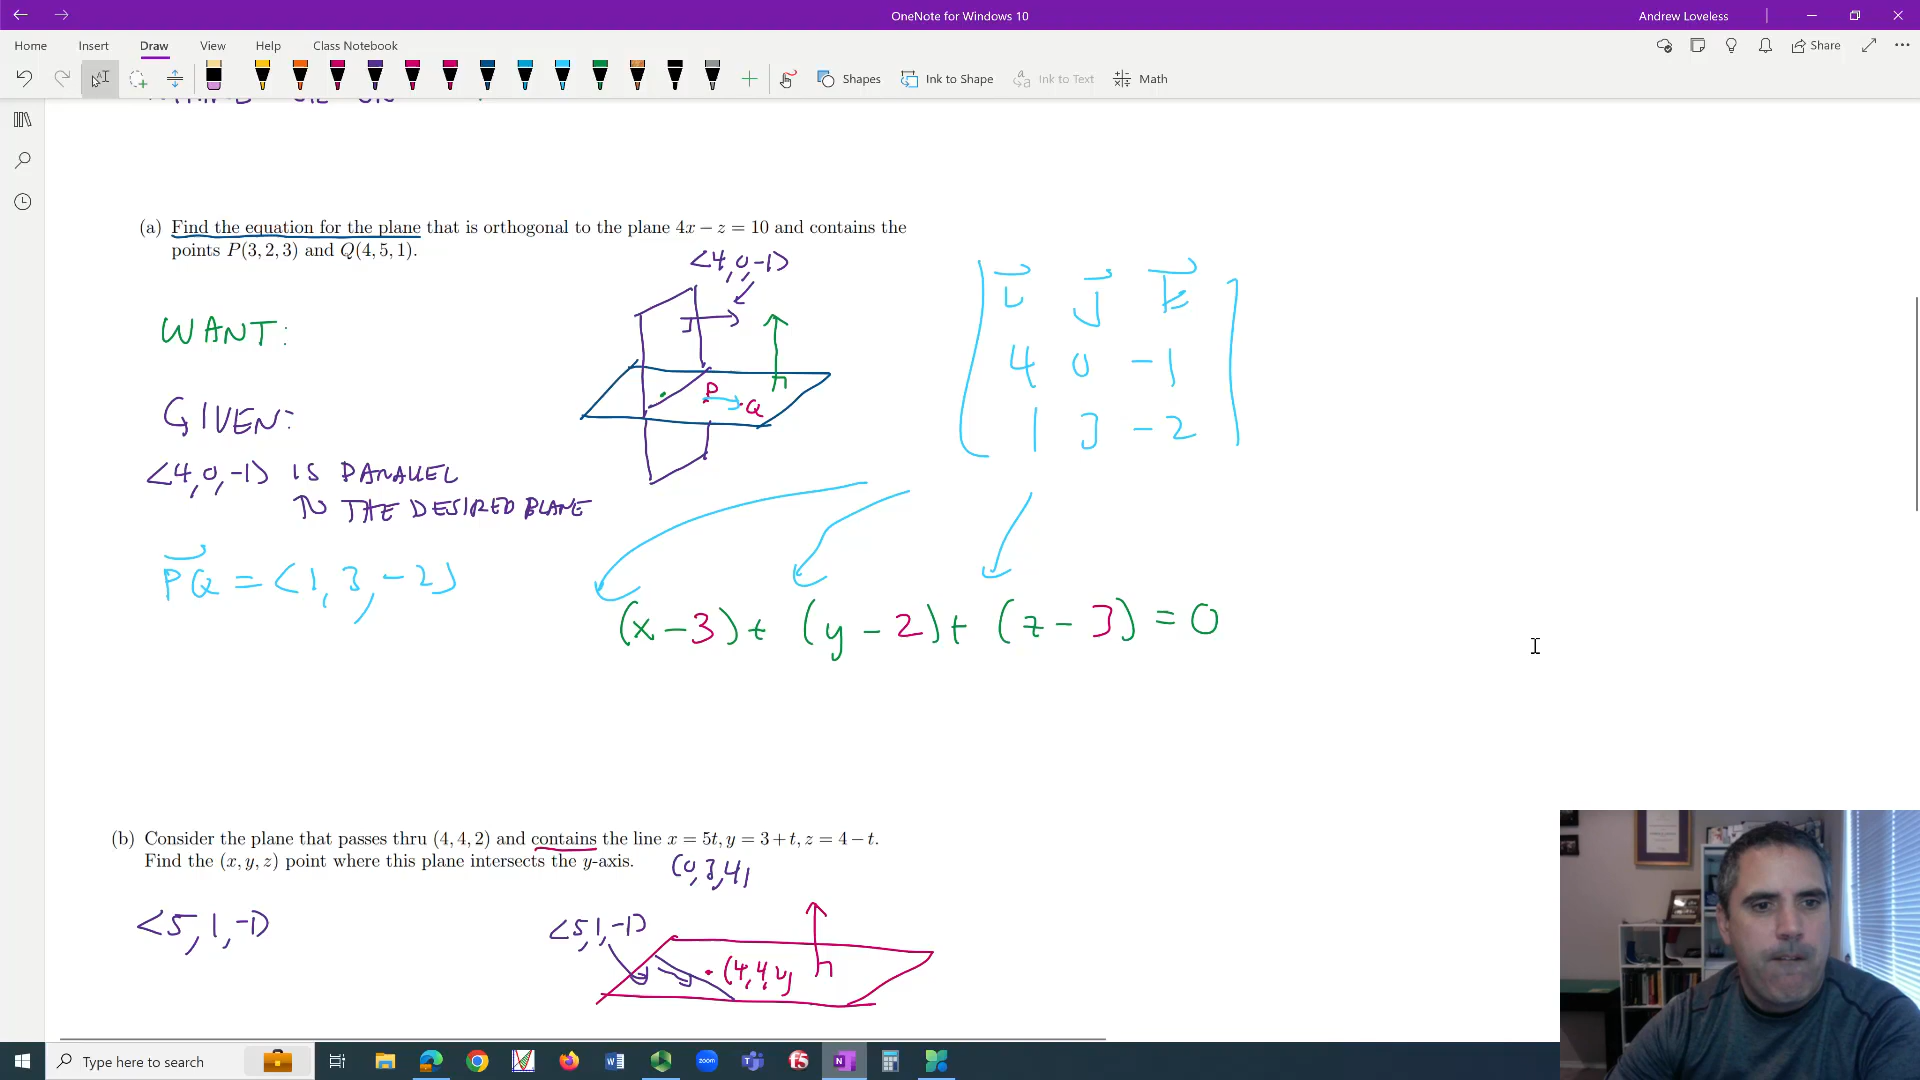 OneNote for Windows 10
Andrew Loveless
Home Insert Draw View Help Class Notebook
Share
Shapes Ink to Shape Ink to Text Math
(a) Find the equation for the plane that is orthogonal to the plane 4x − z = 10 and contains the
points P(3, 2, 3) and Q(4, 5, 1).
<4,0,-1>
WANT:
i j k
4 0 -1
1 3 -2
n
P
Q
GIVEN:
<4,0,-1> IS PARALLEL
TO THE DESIRED PLANE
PQ = <1,3,-2>
(x-3)+ (y-2)+ (z-3) = 0
(b) Consider the plane that passes thru (4, 4, 2) and contains the line x = 5t, y = 3 + t, z = 4 − t.
Find the (x, y, z) point where this plane intersects the y-axis.
(0,3,4)
<5,1,-1>
<5,1,-1>
(4,4,2)
n
Type here to search